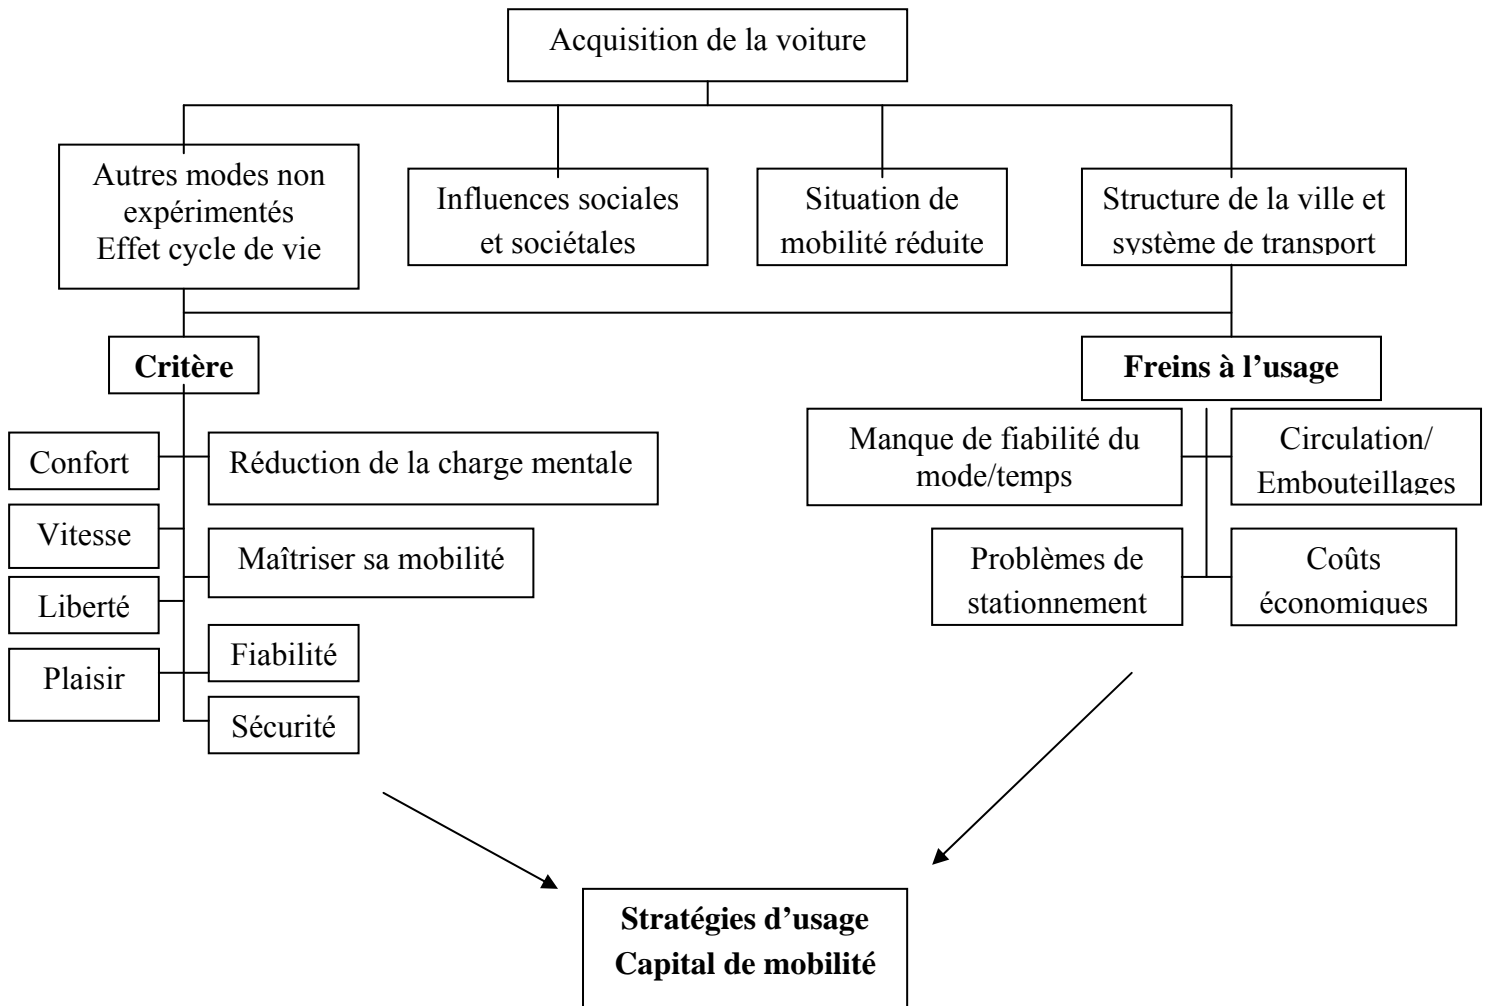 Acquisition de la voiture
Autres modes non
expérimentés
Effet cycle de vie
Influences sociales
et sociétales
Situation de
mobilité réduite
Structure de la ville et
système de transport
Critère
Freins à l’usage
Confort
Réduction de la charge mentale
Vitesse
Maîtriser sa mobilité
Liberté
Fiabilité
Plaisir
Sécurité
Manque de fiabilité du
mode/temps
Circulation/
Embouteillages
Problèmes de
stationnement
Coûts
économiques
Stratégies d’usage
Capital de mobilité